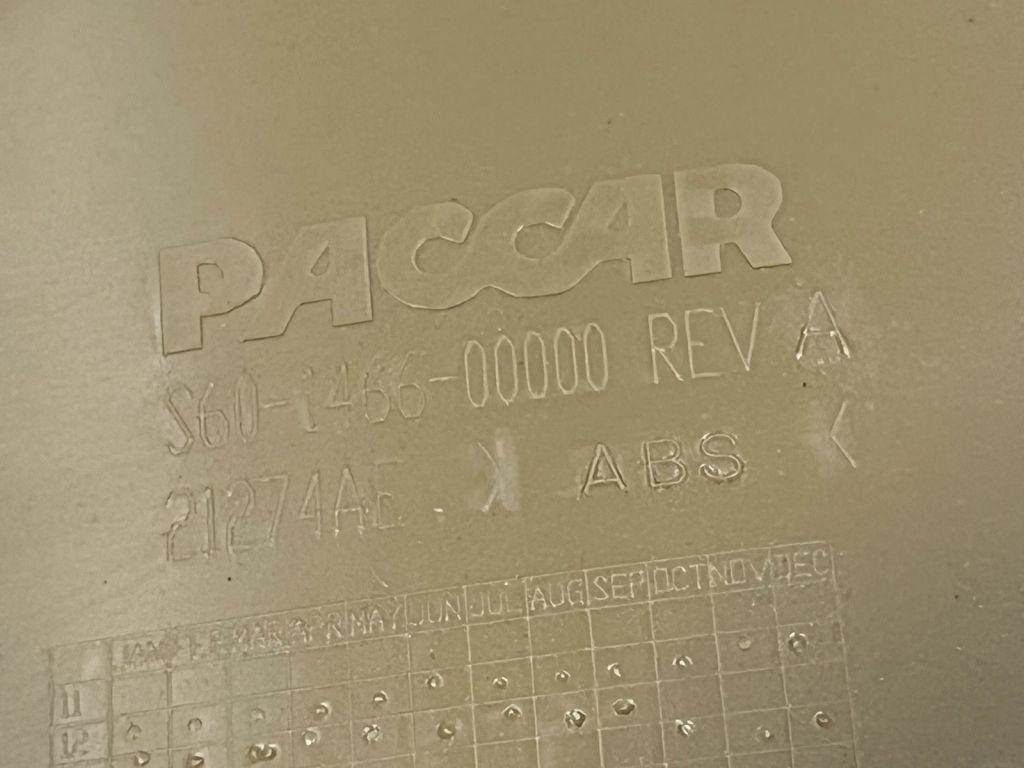 PACCAR
S60-1466-00000 REV A
21274AE > ABS <
JAN FEB MAR APR MAY JUN JUL AUG SEP OCT NOV DEC
11
12